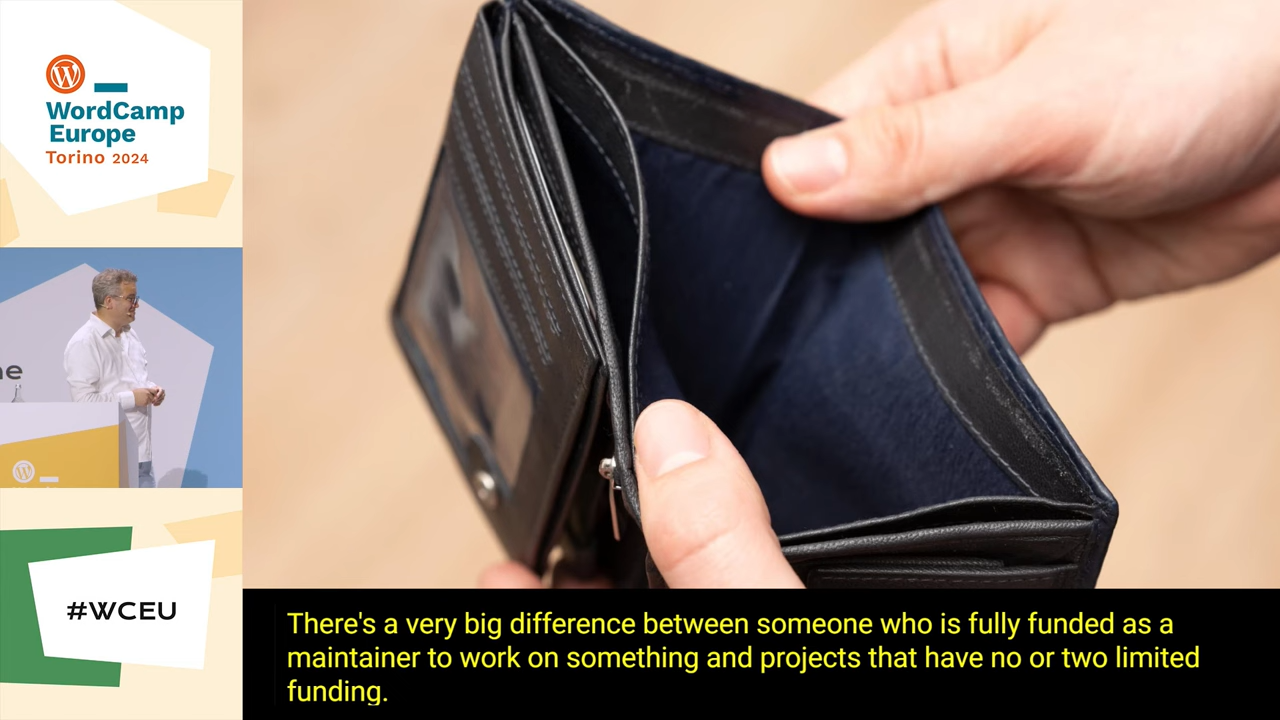 WordCamp
Europe
Torino 2024
ne
#WCEU
There's a very big difference between someone who is fully funded as a
maintainer to work on something and projects that have no or two limited
funding.